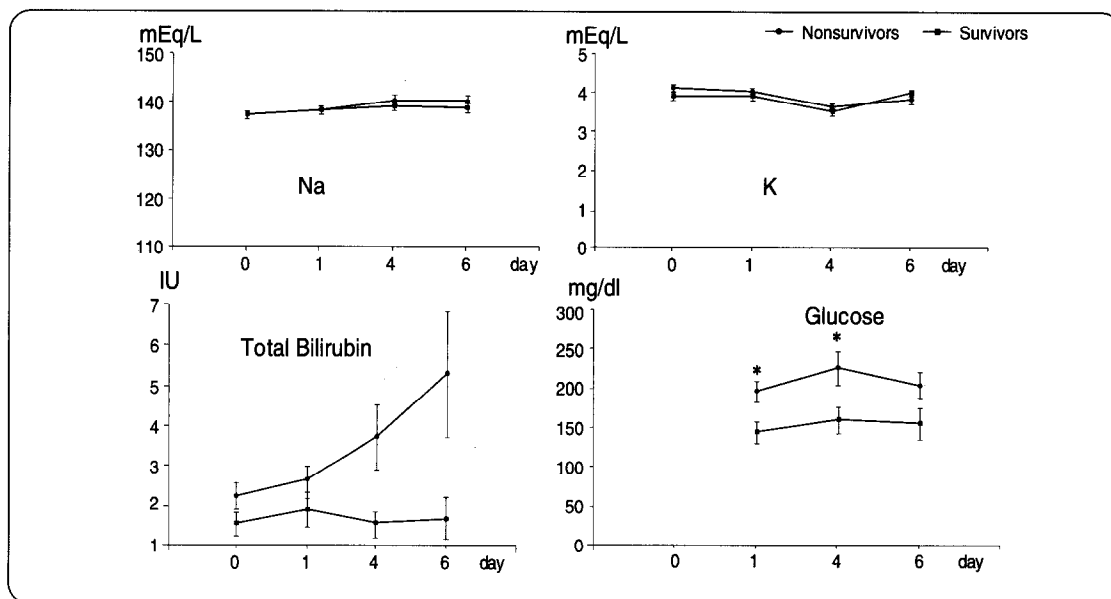 mEq/L
150
140
130
120
110
Na
0 1 4 6 day
mEq/L
Nonsurvivors Survivors
5
4
3
2
1
0
K
0 1 4 6 day
IU
7
6
5
4
3
2
1
Total Bilirubin
0 1 4 6 day
mg/dl
300
250
200
150
100
50
0
Glucose
*
*
0 1 4 6 day